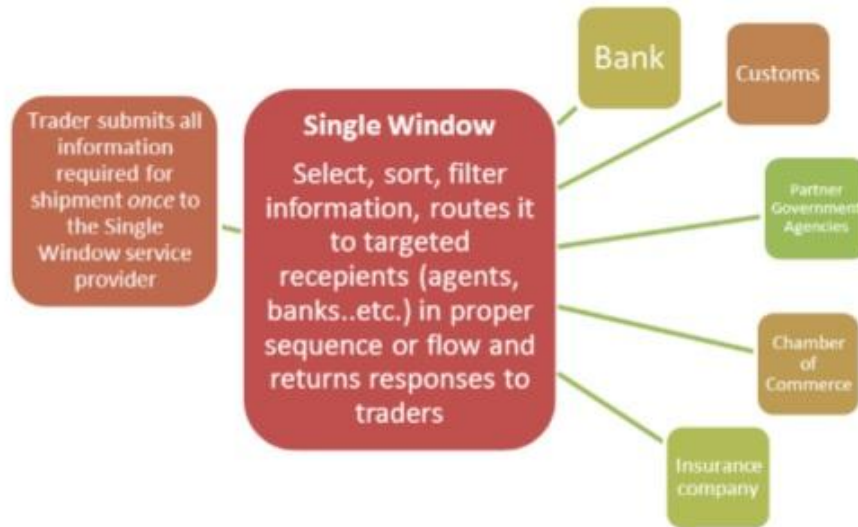 Trader submits all
information
required for
shipment once to
the Single
Window service
provider
Single Window
Select, sort, filter
information, routes it
to targeted
recepients (agents,
banks..etc.) in proper
sequence or flow and
returns responses to
traders
Bank
Customs
Partner
Government
Agencies
Chamber
of
Commerce
Insurance
company